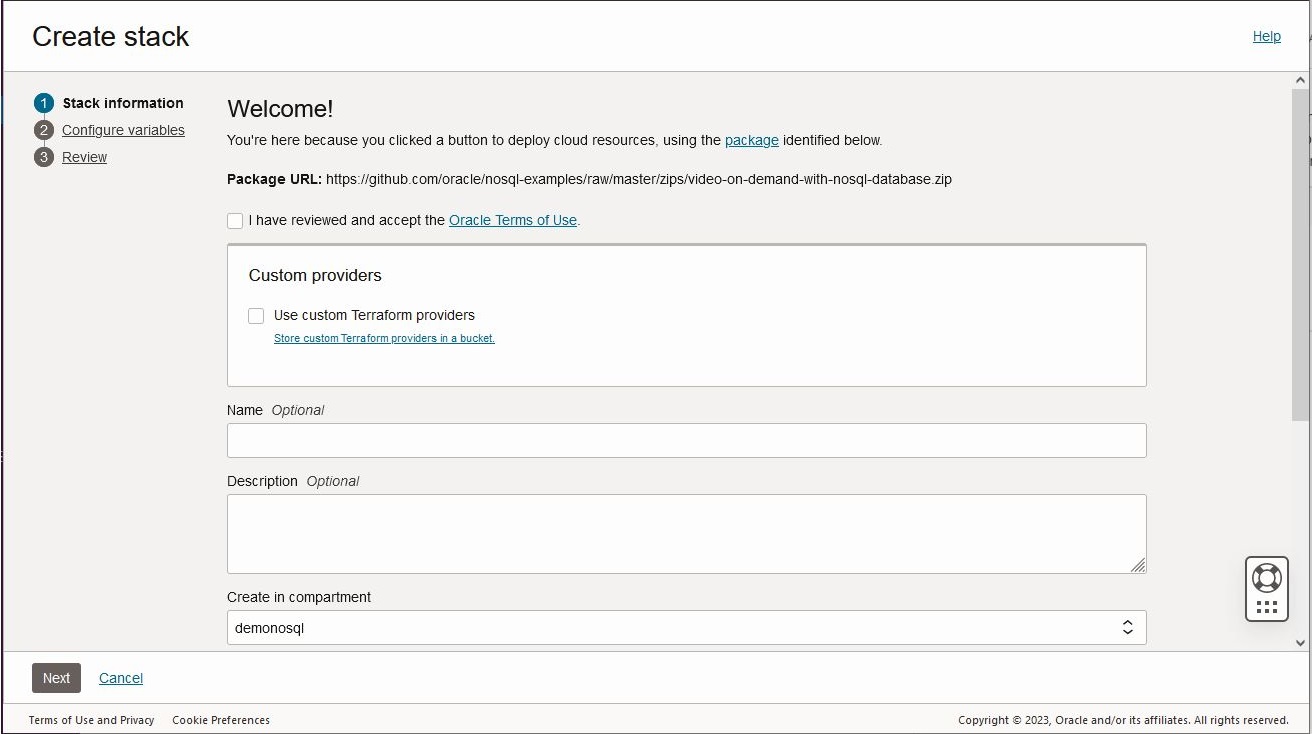 Create stack
Help
1 Stack information
2 Configure variables
3 Review
Welcome!
You're here because you clicked a button to deploy cloud resources, using the package identified below.
Package URL: https://github.com/oracle/nosql-examples/raw/master/zips/video-on-demand-with-nosql-database.zip
I have reviewed and accept the Oracle Terms of Use.
Custom providers
Use custom Terraform providers
Store custom Terraform providers in a bucket.
Name Optional
Description Optional
Create in compartment
demonosql
Next Cancel
Terms of Use and Privacy Cookie Preferences
Copyright © 2023, Oracle and/or its affiliates. All rights reserved.